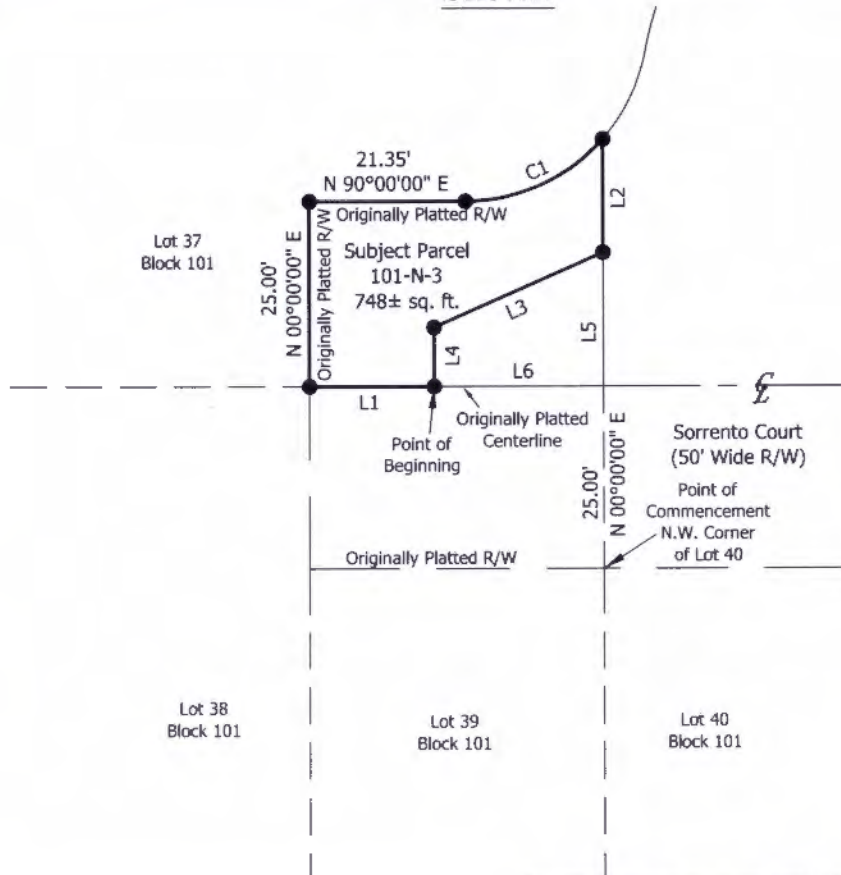 21.35'
N 90°00'00" E
Originally Platted R/W
C1
L2
Lot 37
Block 101
25.00'
N 00°00'00" E
Originally Platted R/W
Subject Parcel
101-N-3
748± sq. ft.
L3
L4
L5
L1
L6
Point of
Beginning
Originally Platted
Centerline
Sorrento Court
(50' Wide R/W)
25.00'
N 00°00'00" E
Point of
Commencement
N.W. Corner
of Lot 40
Originally Platted R/W
Lot 38
Block 101
Lot 39
Block 101
Lot 40
Block 101